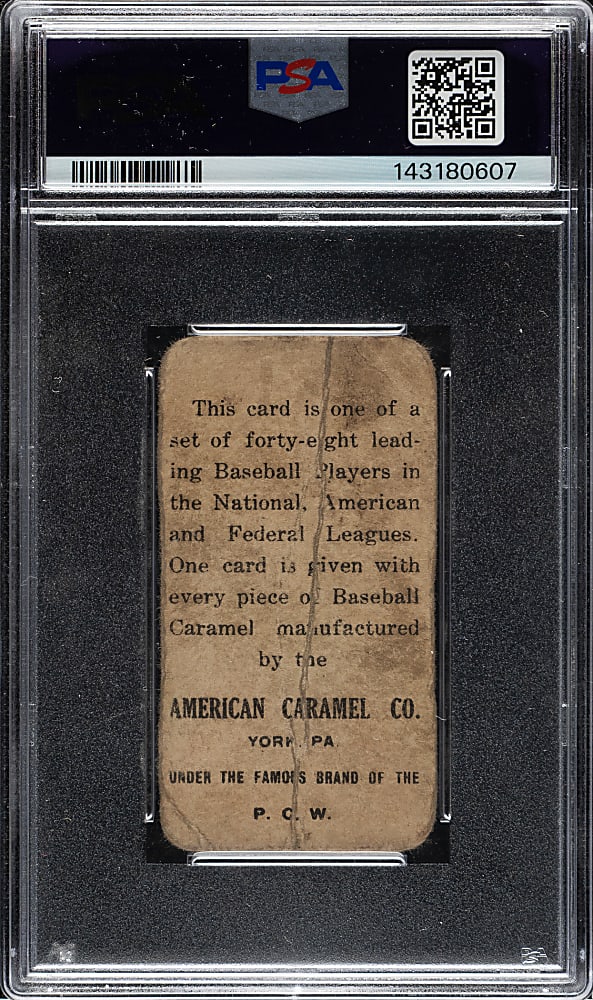 PSA
143180607
This card is one of a
set of forty-eight lead-
ing Baseball Players in
the National, American
and Federal Leagues.
One card is given with
every piece of Baseball
Caramel manufactured
by the
AMERICAN CARAMEL CO.
YORK, PA.
UNDER THE FAMOUS BRAND OF THE
P. C. W.